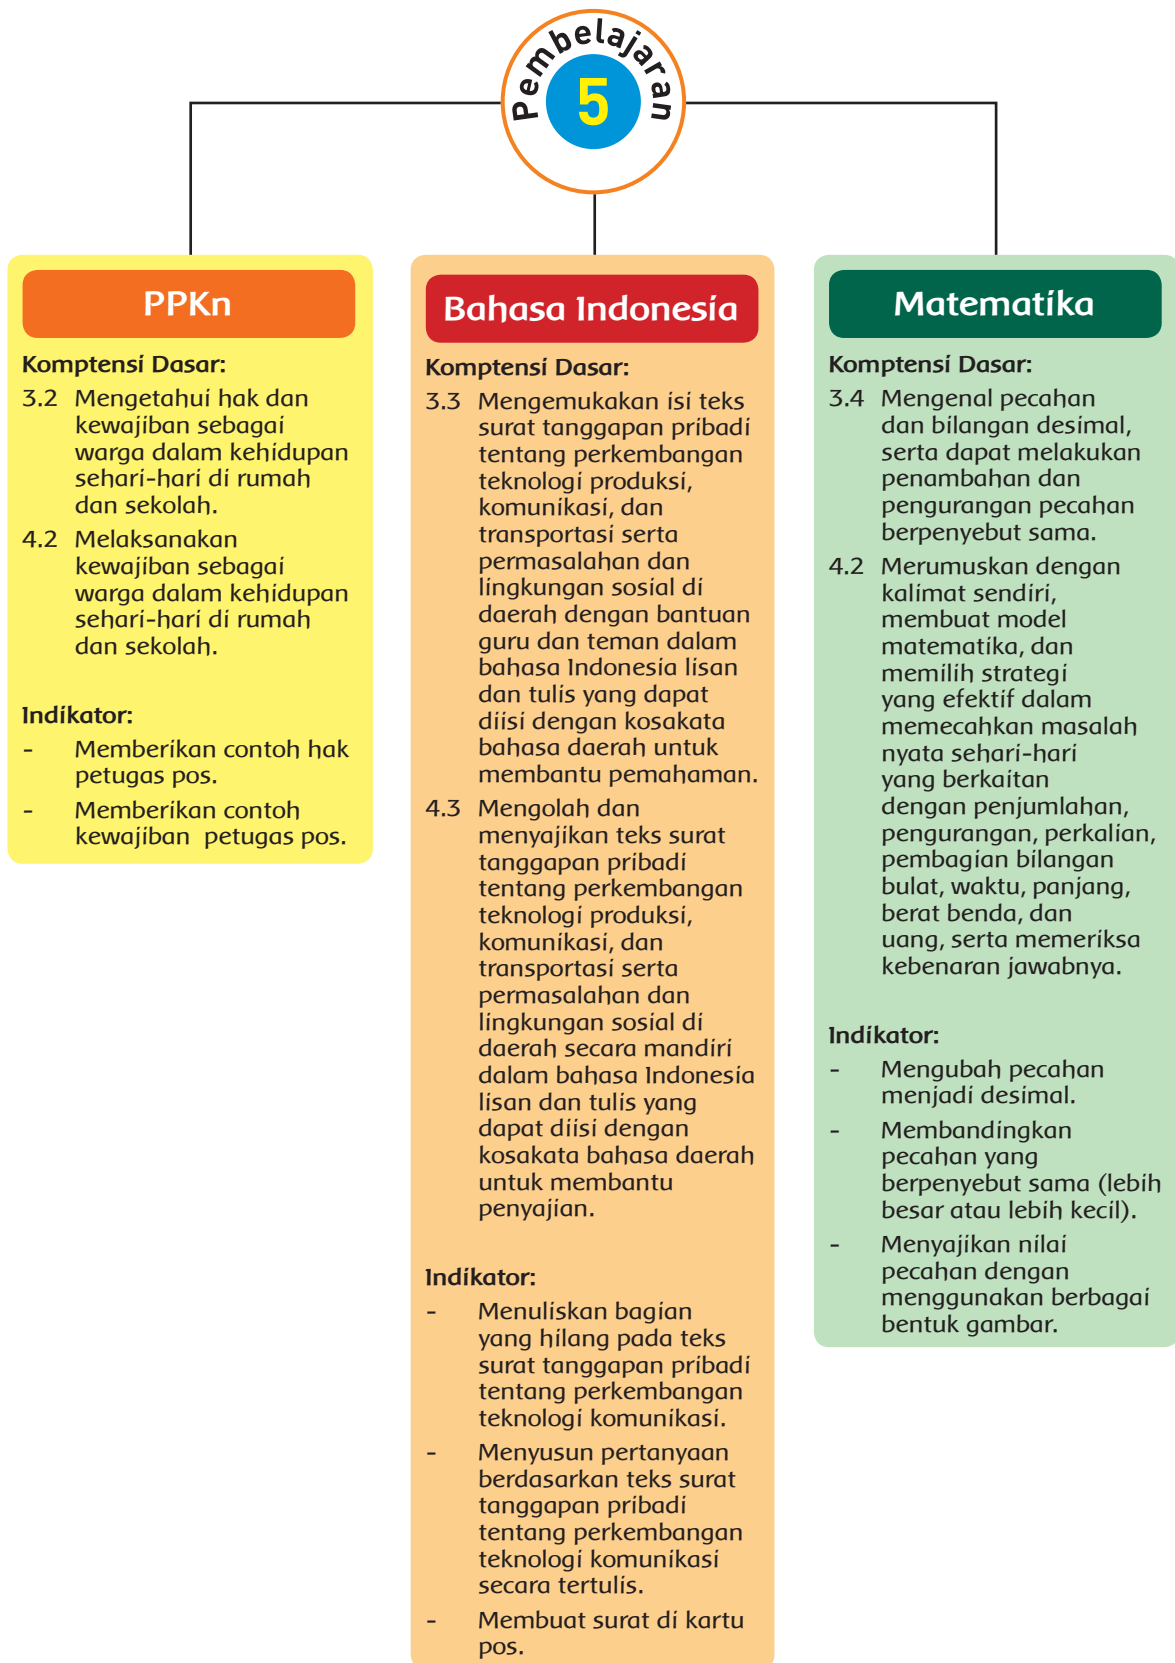 Pembelajaran
5
PPKn
Komptensi Dasar:
3.2 Mengetahui hak dan
kewajiban sebagai
warga dalam kehidupan
sehari-hari di rumah
dan sekolah.
4.2 Melaksanakan
kewajiban sebagai
warga dalam kehidupan
sehari-hari di rumah
dan sekolah.
Indikator:
- Memberikan contoh hak
petugas pos.
- Memberikan contoh
kewajiban petugas pos.
Bahasa Indonesia
Komptensi Dasar:
3.3 Mengemukakan isi teks
surat tanggapan pribadi
tentang perkembangan
teknologi produksi,
komunikasi, dan
transportasi serta
permasalahan dan
lingkungan sosial di
daerah dengan bantuan
guru dan teman dalam
bahasa Indonesia lisan
dan tulis yang dapat
diisi dengan kosakata
bahasa daerah untuk
membantu pemahaman.
4.3 Mengolah dan
menyajikan teks surat
tanggapan pribadi
tentang perkembangan
teknologi produksi,
komunikasi, dan
transportasi serta
permasalahan dan
lingkungan sosial di
daerah secara mandiri
dalam bahasa Indonesia
lisan dan tulis yang
dapat diisi dengan
kosakata bahasa daerah
untuk membantu
penyajian.
Indikator:
- Menuliskan bagian
yang hilang pada teks
surat tanggapan pribadi
tentang perkembangan
teknologi komunikasi.
- Menyusun pertanyaan
berdasarkan teks surat
tanggapan pribadi
tentang perkembangan
teknologi komunikasi
secara tertulis.
- Membuat surat di kartu
pos.
Matematika
Komptensi Dasar:
3.4 Mengenal pecahan
dan bilangan desimal,
serta dapat melakukan
penambahan dan
pengurangan pecahan
berpenyebut sama.
4.2 Merumuskan dengan
kalimat sendiri,
membuat model
matematika, dan
memilih strategi
yang efektif dalam
memecahkan masalah
nyata sehari-hari
yang berkaitan
dengan penjumlahan,
pengurangan, perkalian,
pembagian bilangan
bulat, waktu, panjang,
berat benda, dan
uang, serta memeriksa
kebenaran jawabnya.
Indikator:
- Mengubah pecahan
menjadi desimal.
- Membandingkan
pecahan yang
berpenyebut sama (lebih
besar atau lebih kecil).
- Menyajikan nilai
pecahan dengan
menggunakan berbagai
bentuk gambar.